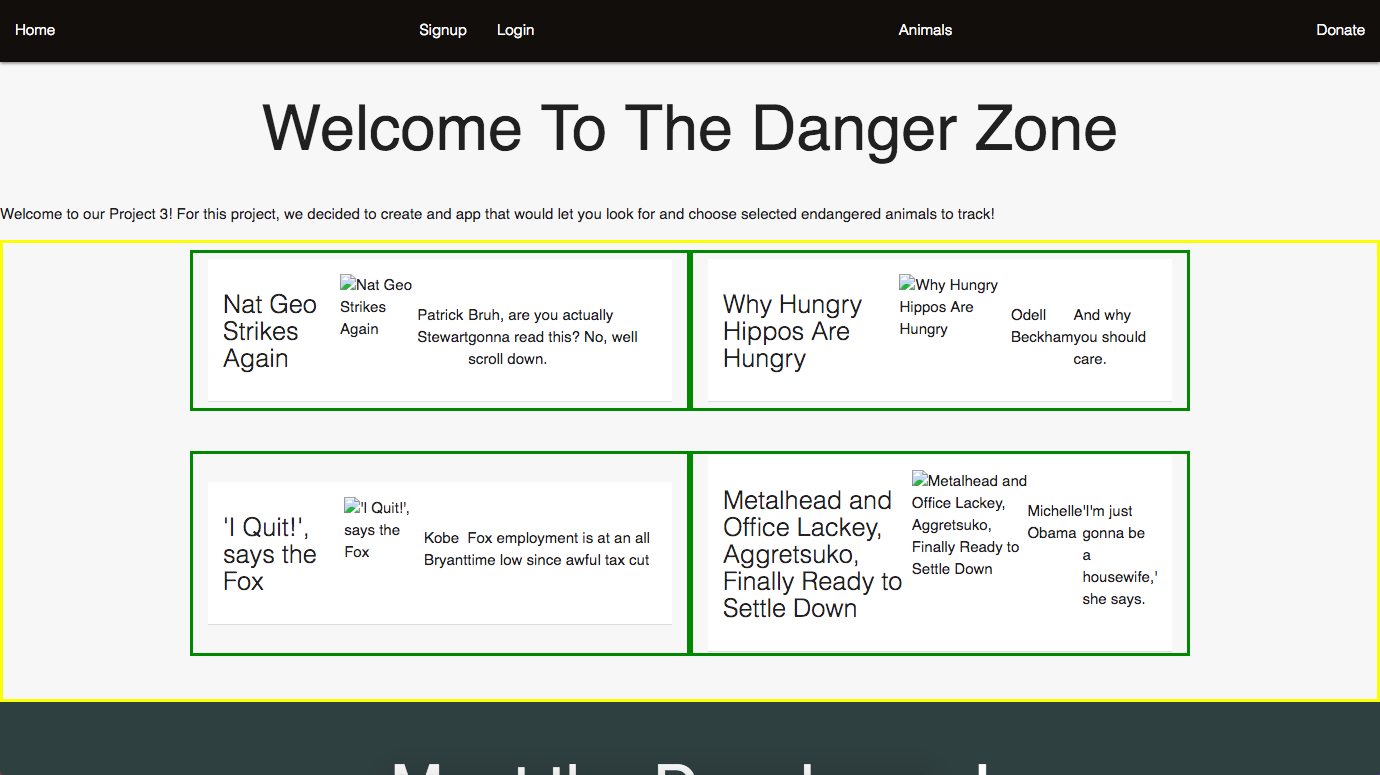 Home
Signup
Login
Animals
Donate
Welcome To The Danger Zone
Welcome to our Project 3! For this project, we decided to create and app that would let you look for and choose selected endangered animals to track!
Nat Geo
Strikes
Again
Nat Geo
Strikes
Again
Patrick
Stewart
Bruh, are you actually
gonna read this? No, well
scroll down.
Why Hungry
Hippos Are
Hungry
Why Hungry
Hippos Are
Hungry
Odell
Beckham
And why
you should
care.
'I Quit!',
says the
Fox
'I Quit!',
says the
Fox
Kobe
Bryant
Fox employment is at an all
time low since awful tax cut
Metalhead and
Office Lackey,
Aggretsuko,
Finally Ready to
Settle Down
Metalhead and
Office Lackey,
Aggretsuko,
Finally Ready to
Settle Down
Michelle
Obama
'I'm just
gonna be
a
housewife,'
she says.